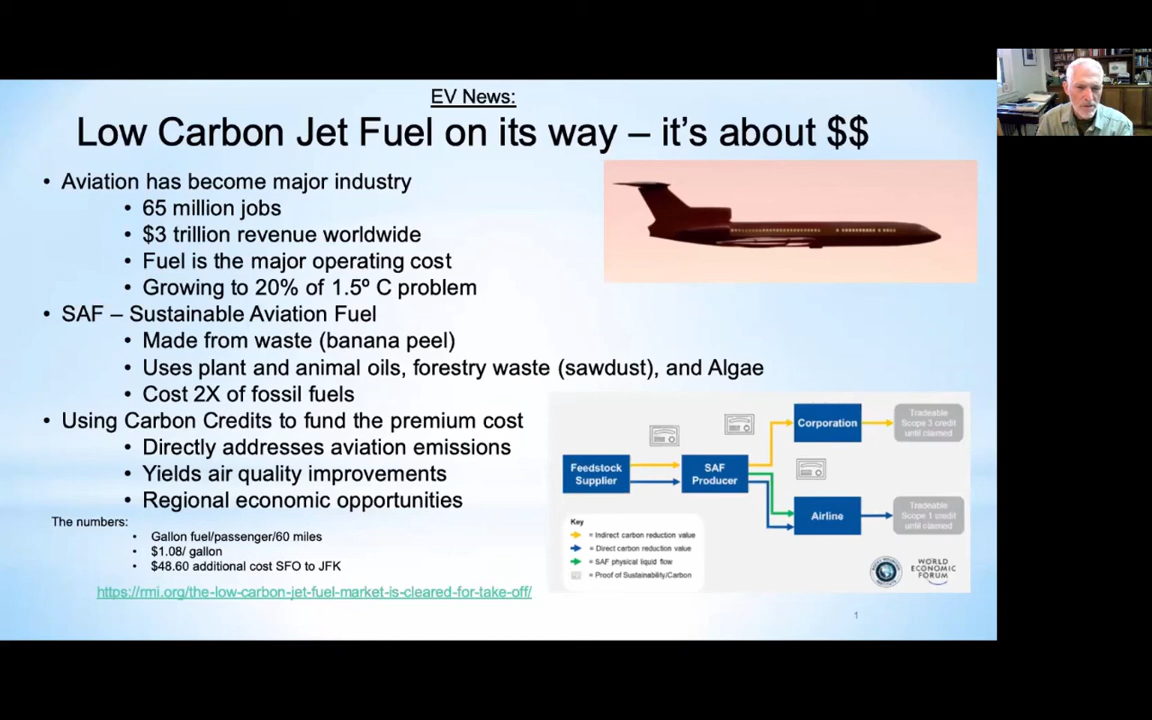 EV News:
Low Carbon Jet Fuel on its way – it's about $$
• Aviation has become major industry
• 65 million jobs
• $3 trillion revenue worldwide
• Fuel is the major operating cost
• Growing to 20% of 1.5º C problem
• SAF – Sustainable Aviation Fuel
• Made from waste (banana peel)
• Uses plant and animal oils, forestry waste (sawdust), and Algae
• Cost 2X of fossil fuels
• Using Carbon Credits to fund the premium cost
• Directly addresses aviation emissions
• Yields air quality improvements
• Regional economic opportunities
The numbers:
• Gallon fuel/passenger/60 miles
• $1.08/ gallon
• $48.60 additional cost SFO to JFK
https://rmi.org/the-low-carbon-jet-fuel-market-is-cleared-for-take-off/
Feedstock
Supplier
SAF
Producer
Corporation
Tradeable
Scope 3 credit
until claimed
Airline
Tradeable
Scope 1 credit
until claimed
Key
= Indirect carbon reduction value
= Direct carbon reduction value
= SAF physical liquid flow
= Proof of Sustainability/Carbon
WORLD
ECONOMIC
FORUM
1